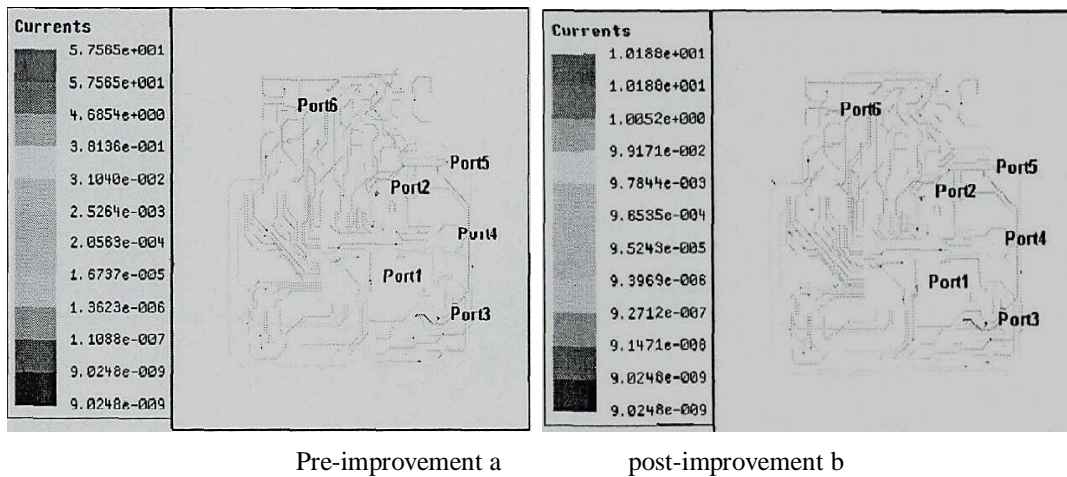 Currents
5.7565e+001
5.7565e+001
4.6854e+000
3.8136e-001
3.1040e-002
2.5264e-003
2.0563e-004
1.6737e-005
1.3623e-006
1.1088e-007
9.0248e-009
9.0248e-009
Port6
Port5
Port2
Port4
Port1
Port3
Currents
1.0188e+001
1.0188e+001
1.0052e+000
9.9171e-002
9.7844e-003
9.6535e-004
9.5243e-005
9.3969e-006
9.2712e-007
9.1471e-008
9.0248e-009
9.0248e-009
Port6
Port5
Port2
Port4
Port1
Port3
Pre-improvement a
post-improvement b